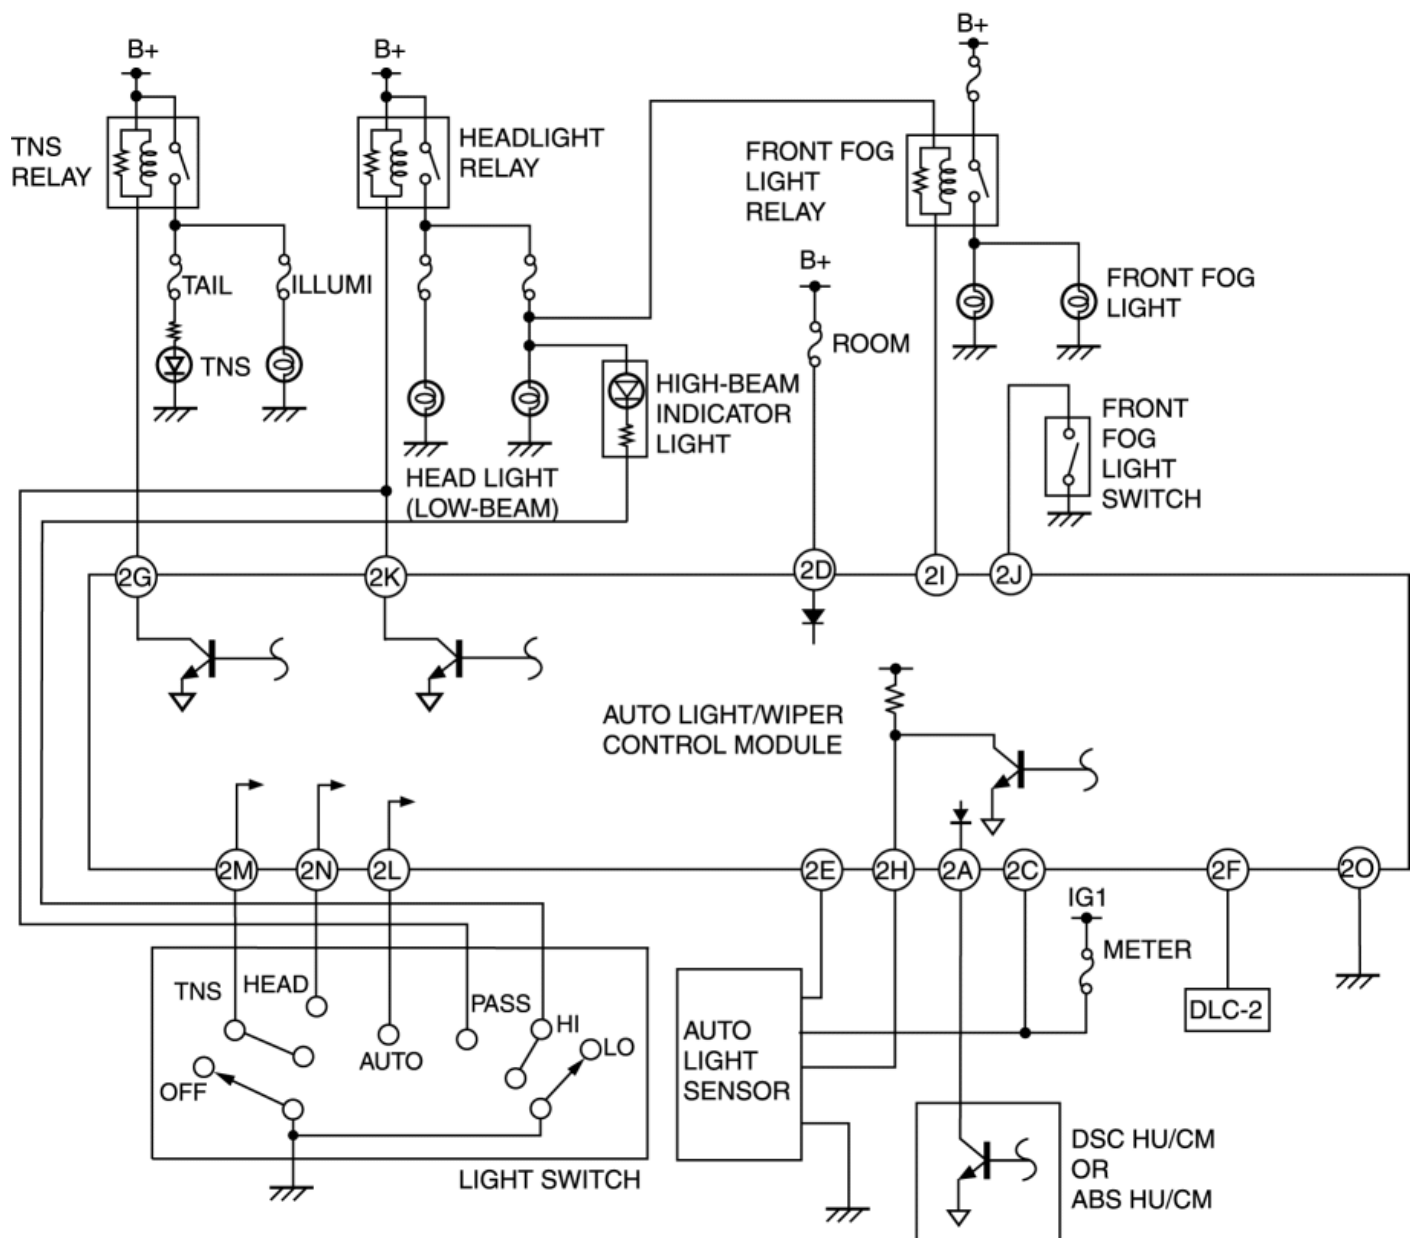 B+
B+
B+
TNS
RELAY
HEADLIGHT
RELAY
FRONT FOG
LIGHT
RELAY
B+
TAIL
ILLUMI
FRONT FOG
LIGHT
ROOM
TNS
HIGH-BEAM
INDICATOR
LIGHT
FRONT
FOG
LIGHT
SWITCH
HEAD LIGHT
(LOW-BEAM)
2G
2K
2D
2I
2J
AUTO LIGHT/WIPER
CONTROL MODULE
2M
2N
2L
2E
2H
2A
2C
2F
2O
IG1
METER
TNS
HEAD
PASS
HI
LO
AUTO
OFF
AUTO
LIGHT
SENSOR
DLC-2
LIGHT SWITCH
DSC HU/CM
OR
ABS HU/CM